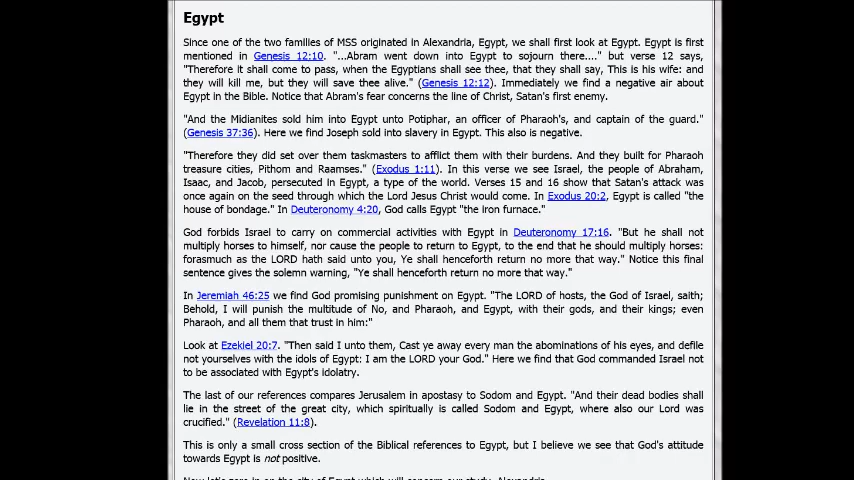 Egypt
Since one of the two families of MSS originated in Alexandria, Egypt, we shall first look at Egypt. Egypt is first
mentioned in Genesis 12:10. "...Abram went down into Egypt to sojourn there...." but verse 12 says,
"Therefore it shall come to pass, when the Egyptians shall see thee, that they shall say, This is his wife: and
they will kill me, but they will save thee alive." (Genesis 12:12). Immediately we find a negative air about
Egypt in the Bible. Notice that Abram's fear concerns the line of Christ, Satan's first enemy.
"And the Midianites sold him into Egypt unto Potiphar, an officer of Pharaoh's, and captain of the guard."
(Genesis 37:36). Here we find Joseph sold into slavery in Egypt. This also is negative.
"Therefore they did set over them taskmasters to afflict them with their burdens. And they built for Pharaoh
treasure cities, Pithom and Raamses." (Exodus 1:11). In this verse we see Israel, the people of Abraham,
Isaac, and Jacob, persecuted in Egypt, a type of the world. Verses 15 and 16 show that Satan's attack was
once again on the seed through which the Lord Jesus Christ would come. In Exodus 20:2, Egypt is called "the
house of bondage." In Deuteronomy 4:20, God calls Egypt "the iron furnace."
God forbids Israel to carry on commercial activities with Egypt in Deuteronomy 17:16. "But he shall not
multiply horses to himself, nor cause the people to return to Egypt, to the end that he should multiply horses:
forasmuch as the LORD hath said unto you, Ye shall henceforth return no more that way." Notice this final
sentence gives the solemn warning, "Ye shall henceforth return no more that way."
In Jeremiah 46:25 we find God promising punishment on Egypt. "The LORD of hosts, the God of Israel, saith;
Behold, I will punish the multitude of No, and Pharaoh, and Egypt, with their gods, and their kings; even
Pharaoh, and all them that trust in him:"
Look at Ezekiel 20:7. "Then said I unto them, Cast ye away every man the abominations of his eyes, and defile
not yourselves with the idols of Egypt: I am the LORD your God." Here we find that God commanded Israel not
to be associated with Egypt's idolatry.
The last of our references compares Jerusalem in apostasy to Sodom and Egypt. "And their dead bodies shall
lie in the street of the great city, which spiritually is called Sodom and Egypt, where also our Lord was
crucified." (Revelation 11:8).
This is only a small cross section of the Biblical references to Egypt, but I believe we see that God's attitude
towards Egypt is not positive.
Now let's zero in on the city of Egypt which will concern our study, Alexandria.